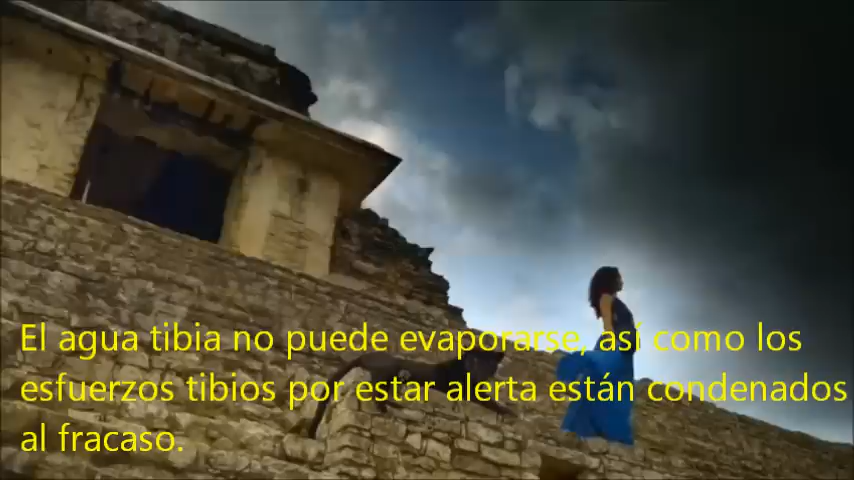 El agua tibia no puede evaporarse, así como los
esfuerzos tibios por estar alerta están condenados
al fracaso.